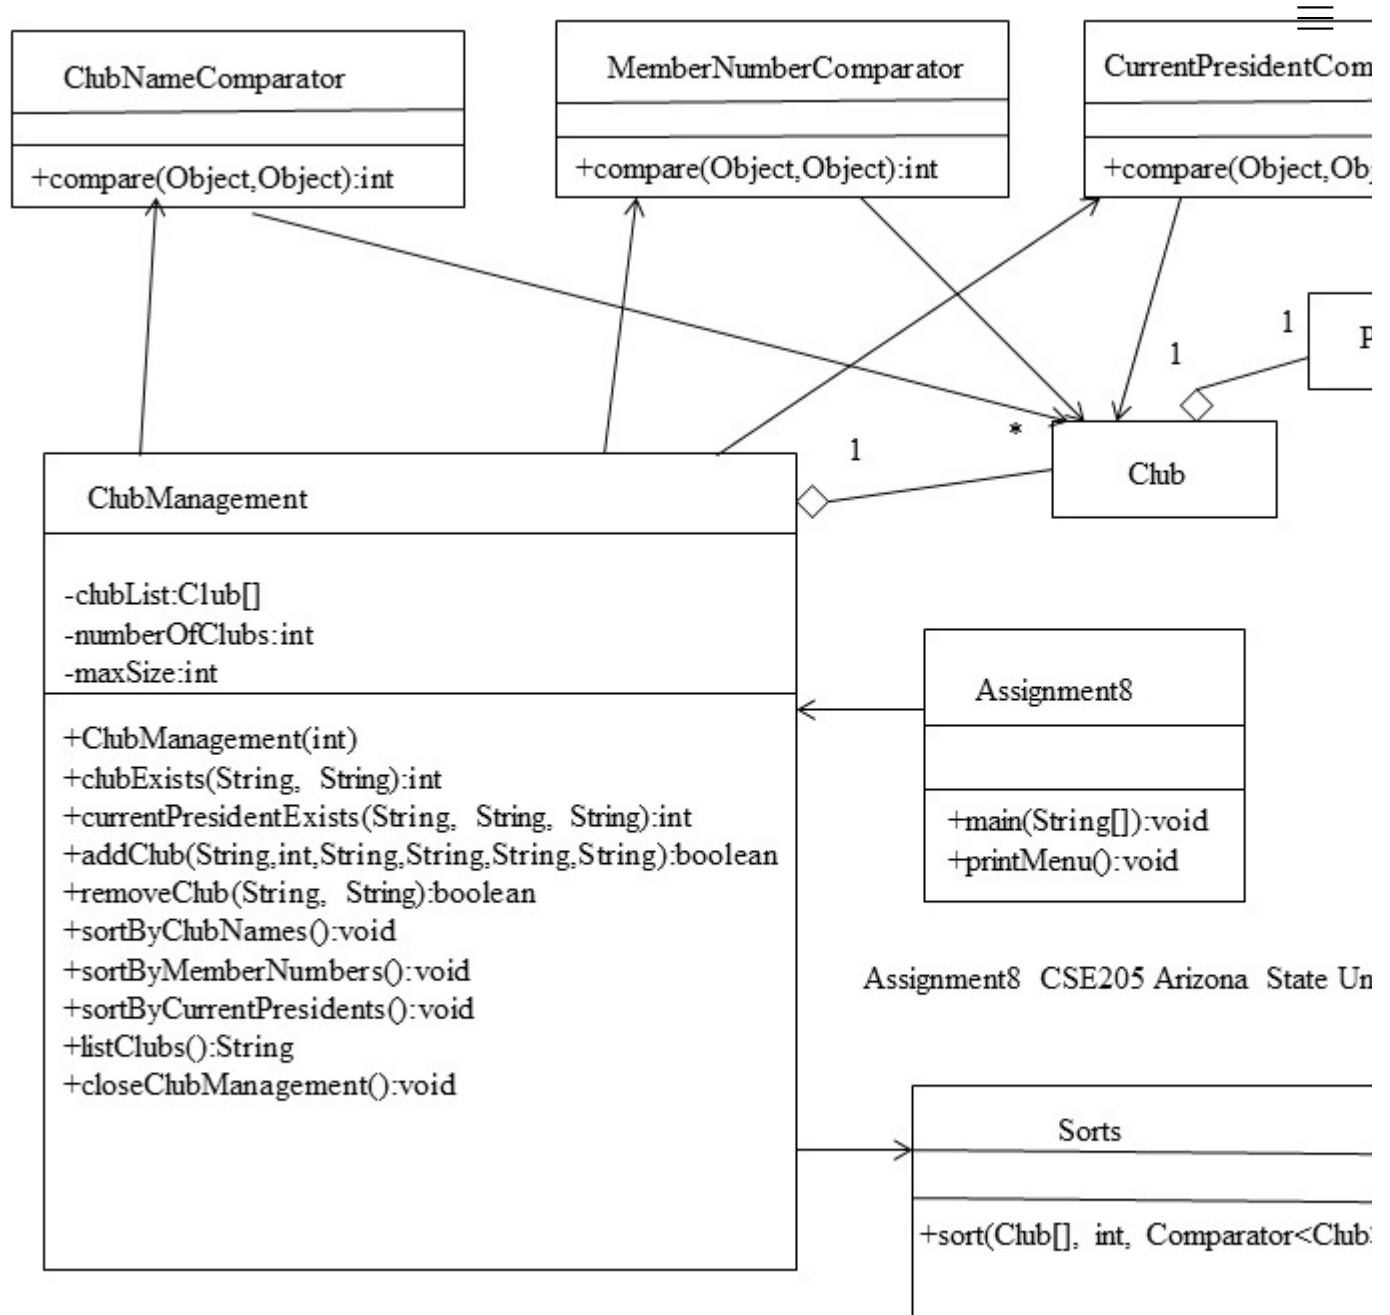 ClubNameComparator
+compare(Object,Object):int
MemberNumberComparator
+compare(Object,Object):int
CurrentPresidentCom
+compare(Object,Obj
1
1
P
*
1
Club
ClubManagement
-clubList:Club[]
-numberOfClubs:int
-maxSize:int
+ClubManagement(int)
+clubExists(String, String):int
+currentPresidentExists(String, String, String):int
+addClub(String,int,String,String,String,String):boolean
+removeClub(String, String):boolean
+sortByClubNames():void
+sortByMemberNumbers():void
+sortByCurrentPresidents():void
+listClubs():String
+closeClubManagement():void
Assignment8
+main(String[]):void
+printMenu():void
Assignment8 CSE205 Arizona State Un
Sorts
+sort(Club[], int, Comparator<Club>